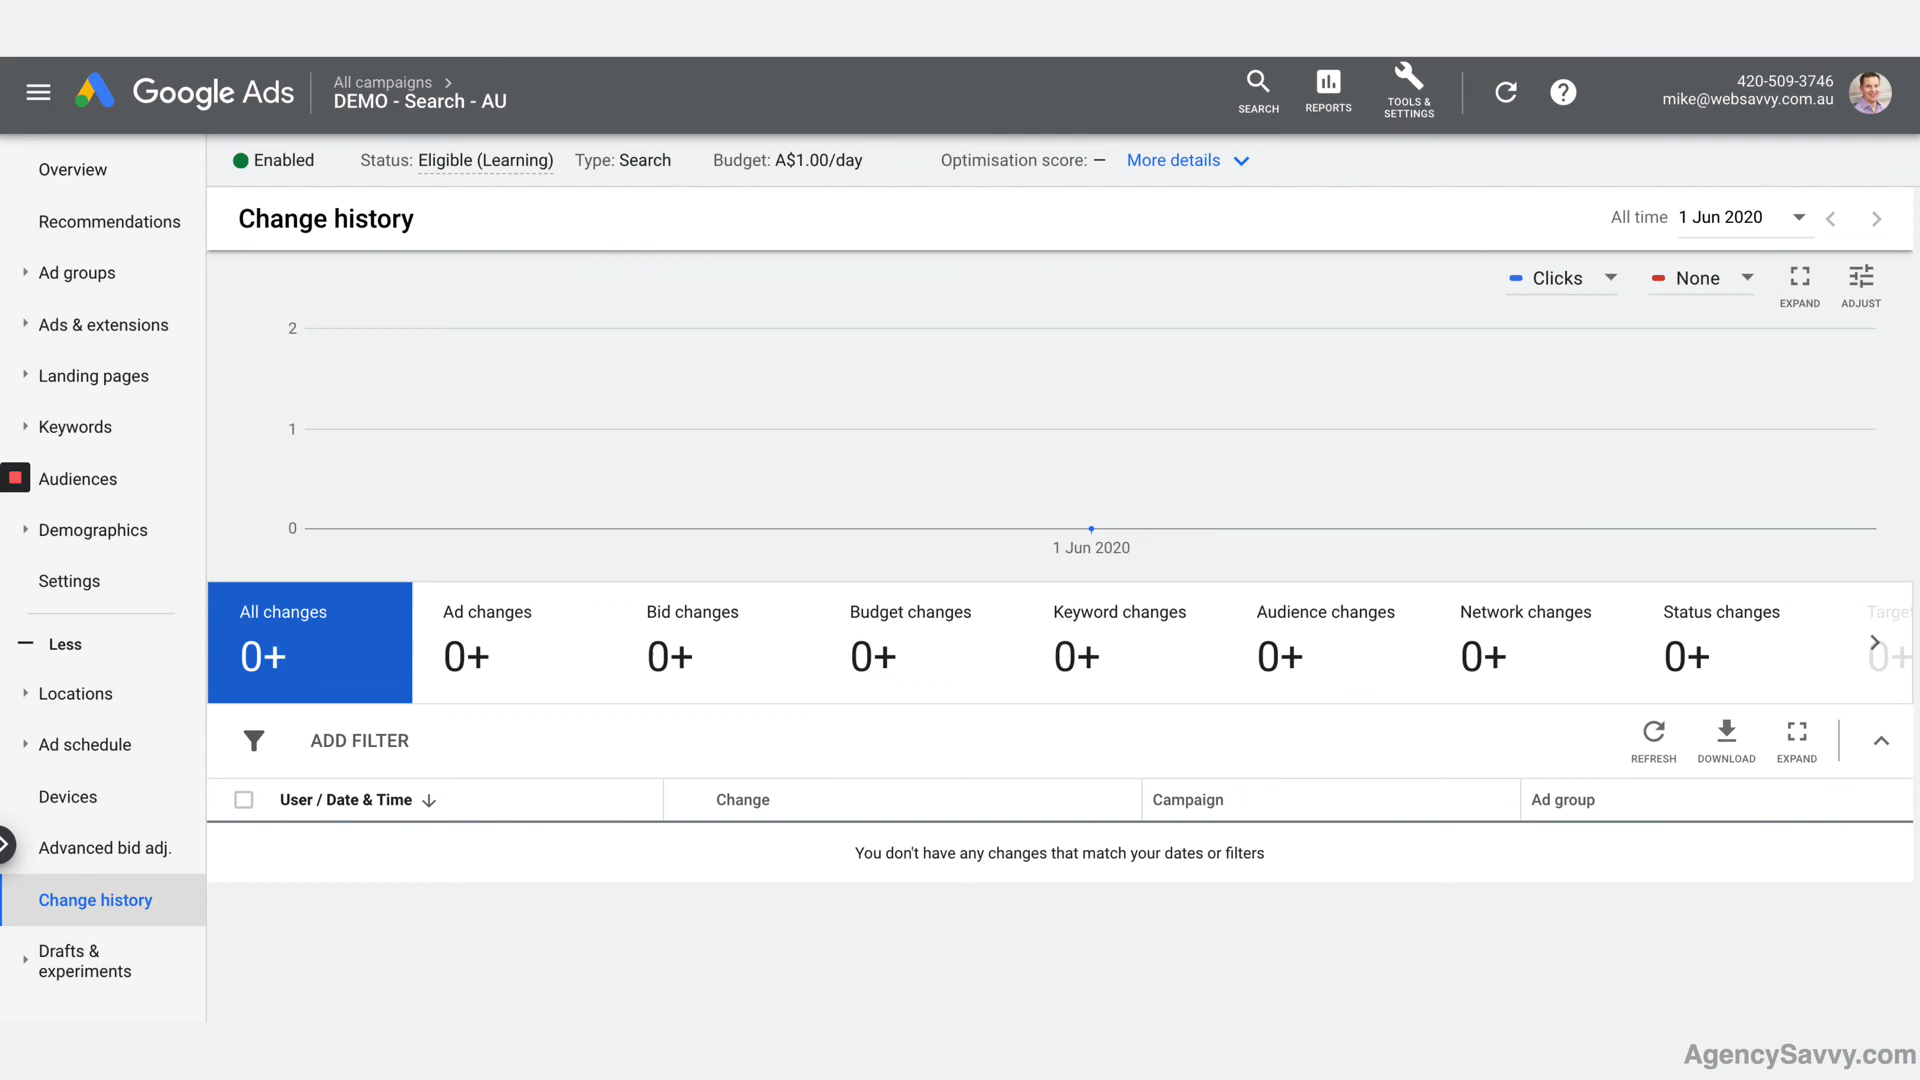 Google Ads
All campaigns >
DEMO - Search - AU
SEARCH
REPORTS
TOOLS &
SETTINGS
420-509-3746
mike@websavvy.com.au
Enabled
Status: Eligible (Learning)
Type: Search
Budget: A$1.00/day
Optimisation score: –
More details
Overview
Recommendations
Ad groups
Ads & extensions
Landing pages
Keywords
Audiences
Demographics
Settings
Less
Locations
Ad schedule
Devices
Advanced bid adj.
Change history
Drafts &
experiments
Change history
All time 1 Jun 2020
Clicks
None
EXPAND
ADJUST
2
1
0
1 Jun 2020
All changes
0+
Ad changes
0+
Bid changes
0+
Budget changes
0+
Keyword changes
0+
Audience changes
0+
Network changes
0+
Status changes
0+
Target
0+
ADD FILTER
REFRESH
DOWNLOAD
EXPAND
User / Date & Time
Change
Campaign
Ad group
You don't have any changes that match your dates or filters
AgencySavvy.com